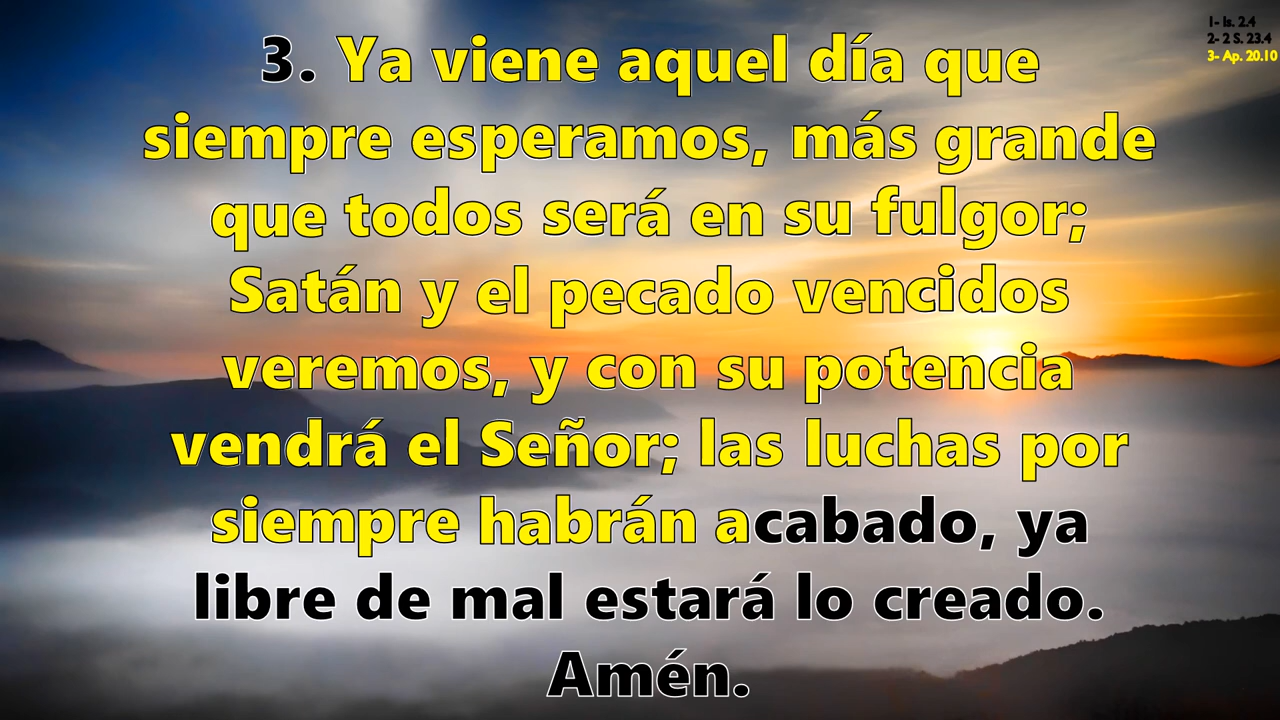 1- Is. 2.4
2- 2 S. 23.4
3- Ap. 20.10
3. Ya viene aquel día que
siempre esperamos, más grande
que todos será en su fulgor;
Satán y el pecado vencidos
veremos, y con su potencia
vendrá el Señor; las luchas por
siempre habrán acabado, ya
libre de mal estará lo creado.
Amén.